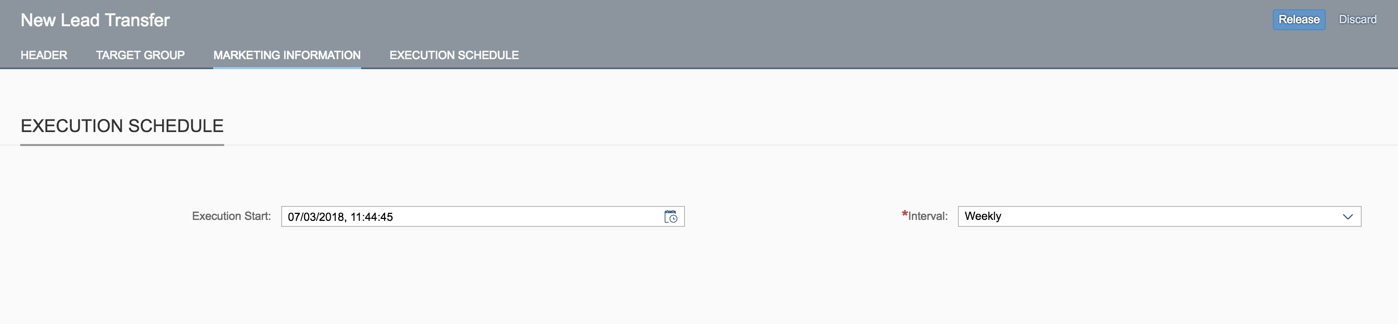 New Lead Transfer
Release Discard
HEADER TARGET GROUP MARKETING INFORMATION EXECUTION SCHEDULE
EXECUTION SCHEDULE
Execution Start: 07/03/2018, 11:44:45 *Interval: Weekly